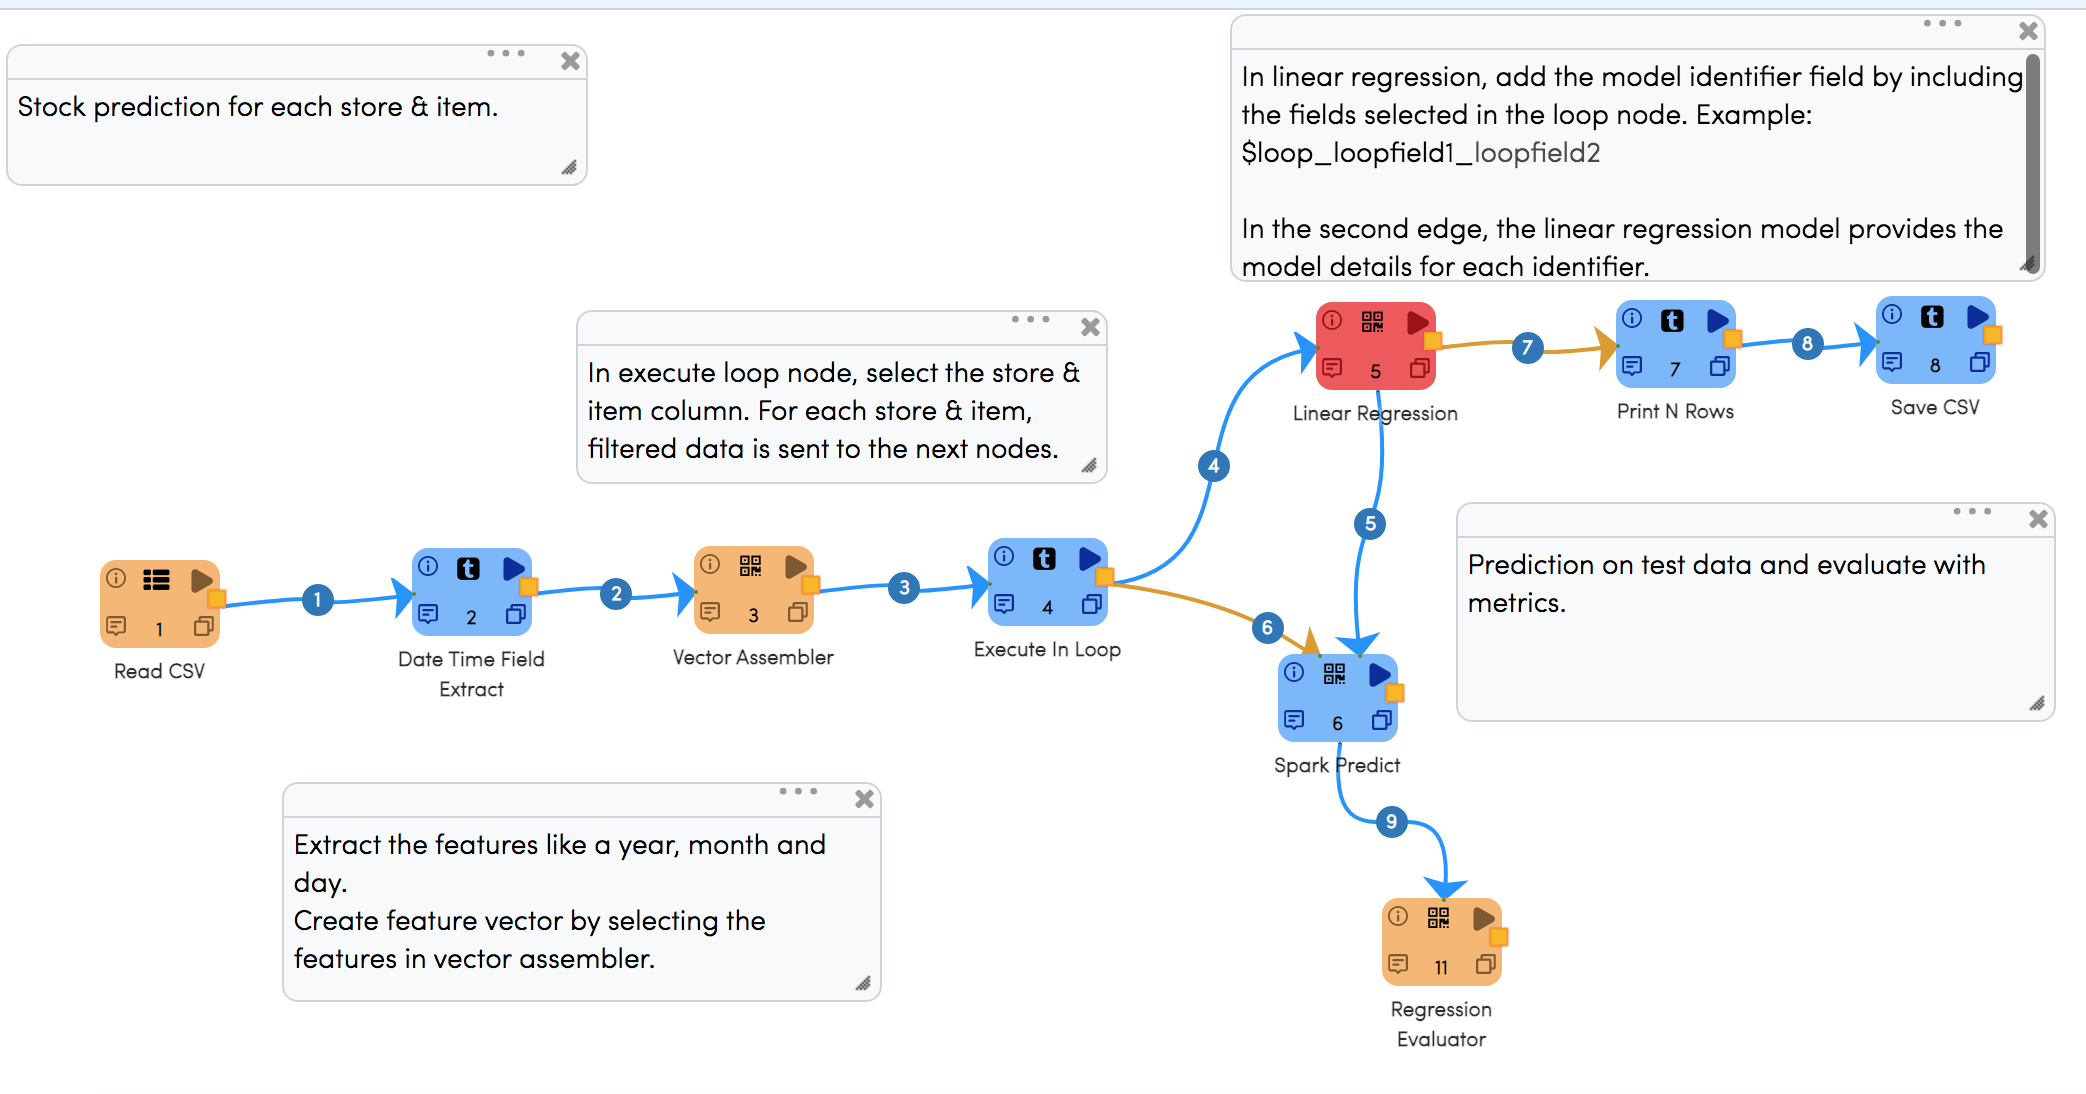 Stock prediction for each store & item.
In linear regression, add the model identifier field by including
the fields selected in the loop node. Example:
$loop_loopfield1_loopfield2
In the second edge, the linear regression model provides the
model details for each identifier.
In execute loop node, select the store &
item column. For each store & item,
filtered data is sent to the next nodes.
5
Linear Regression
7
7
Print N Rows
8
t
8
Save CSV
4
5
Prediction on test data and evaluate with
metrics.
1
Read CSV
1
t
2
Date Time Field
Extract
2
3
Vector Assembler
3
t
4
Execute In Loop
6
6
Spark Predict
9
Extract the features like a year, month and
day.
Create feature vector by selecting the
features in vector assembler.
11
Regression
Evaluator